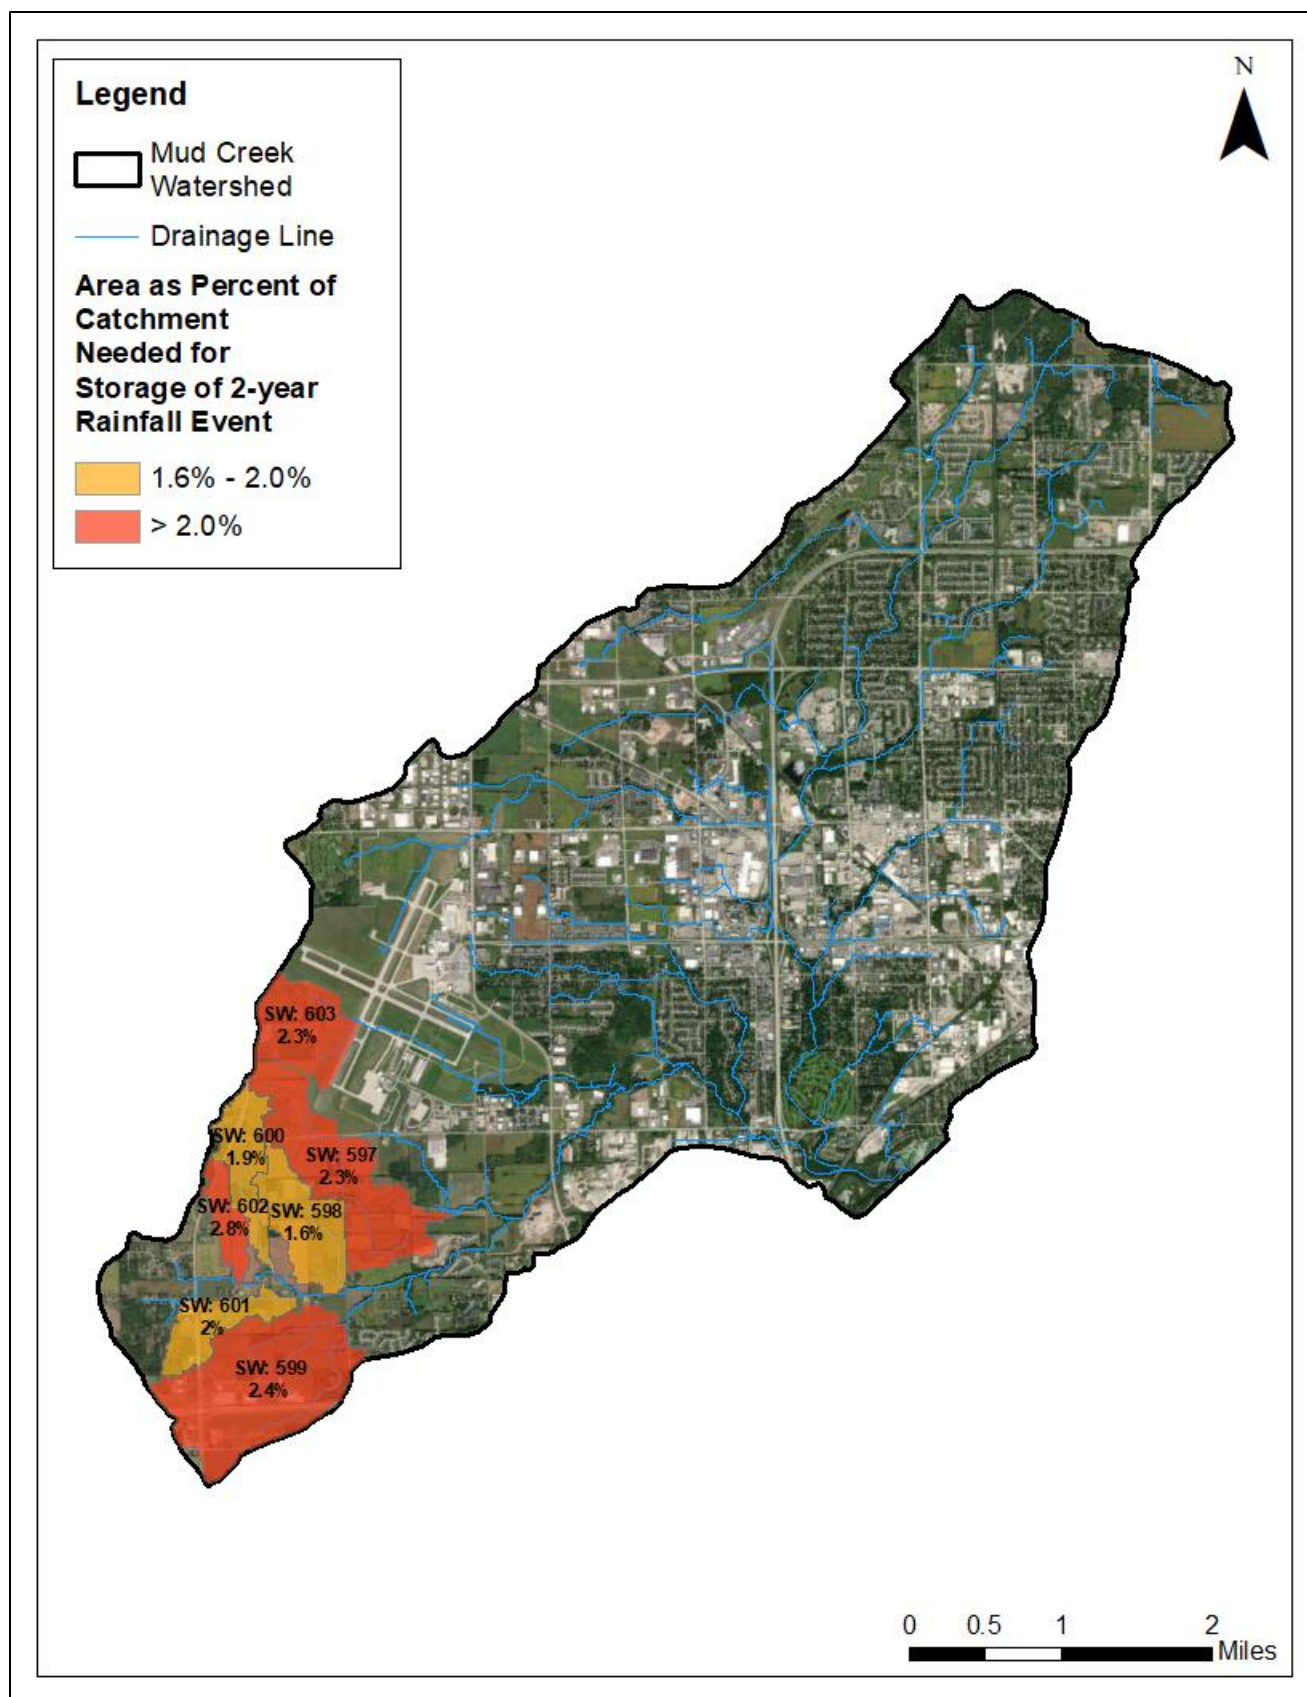 Legend
Mud Creek
Watershed
Drainage Line
Area as Percent of
Catchment
Needed for
Storage of 2-year
Rainfall Event
1.6% - 2.0%
> 2.0%
N
SW: 603
2.3%
SW: 600
1.9%
SW: 597
2.3%
SW: 602
2.8%
SW: 598
1.6%
SW: 601
2%
SW: 599
2.4%
0 0.5 1 2
Miles